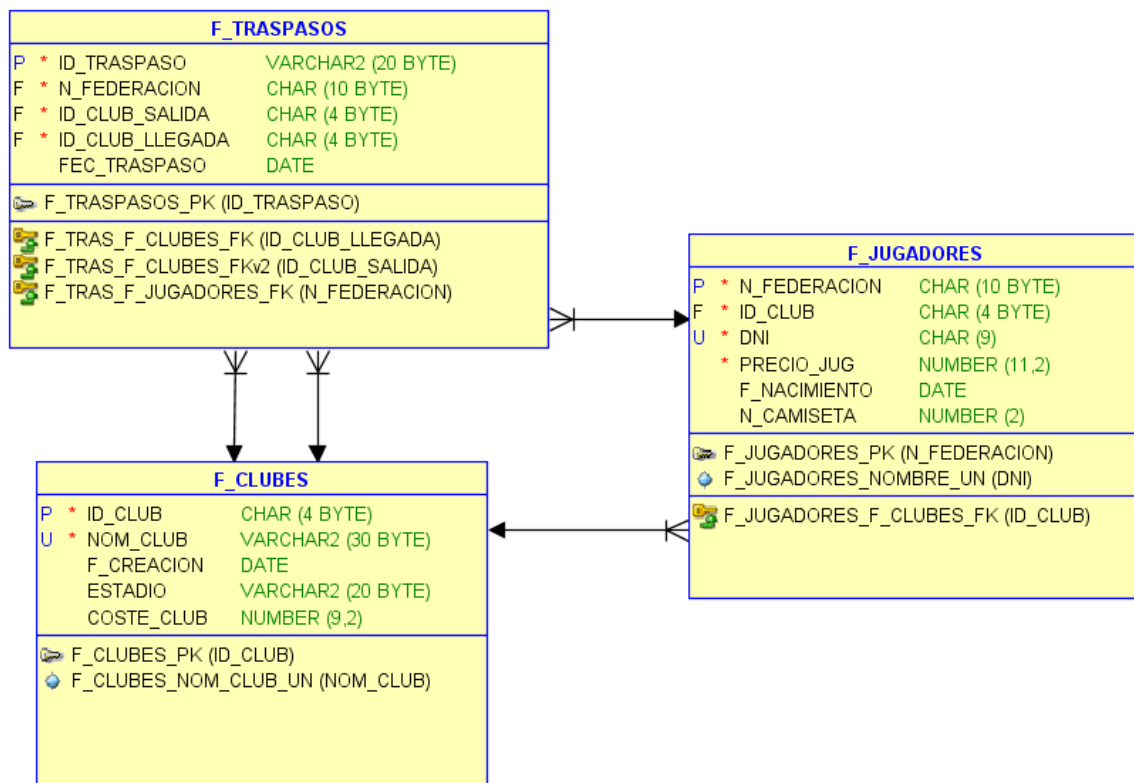 F_TRASPASOS
P * ID_TRASPASO VARCHAR2 (20 BYTE)
F * N_FEDERACION CHAR (10 BYTE)
F * ID_CLUB_SALIDA CHAR (4 BYTE)
F * ID_CLUB_LLEGADA CHAR (4 BYTE)
FEC_TRASPASO DATE
F_TRASPASOS_PK (ID_TRASPASO)
F_TRAS_F_CLUBES_FK (ID_CLUB_LLEGADA)
F_TRAS_F_CLUBES_FKv2 (ID_CLUB_SALIDA)
F_TRAS_F_JUGADORES_FK (N_FEDERACION)
F_JUGADORES
P * N_FEDERACION CHAR (10 BYTE)
F * ID_CLUB CHAR (4 BYTE)
U * DNI CHAR (9)
* PRECIO_JUG NUMBER (11,2)
F_NACIMIENTO DATE
N_CAMISETA NUMBER (2)
F_JUGADORES_PK (N_FEDERACION)
F_JUGADORES_NOMBRE_UN (DNI)
F_JUGADORES_F_CLUBES_FK (ID_CLUB)
F_CLUBES
P * ID_CLUB CHAR (4 BYTE)
U * NOM_CLUB VARCHAR2 (30 BYTE)
F_CREACION DATE
ESTADIO VARCHAR2 (20 BYTE)
COSTE_CLUB NUMBER (9,2)
F_CLUBES_PK (ID_CLUB)
F_CLUBES_NOM_CLUB_UN (NOM_CLUB)